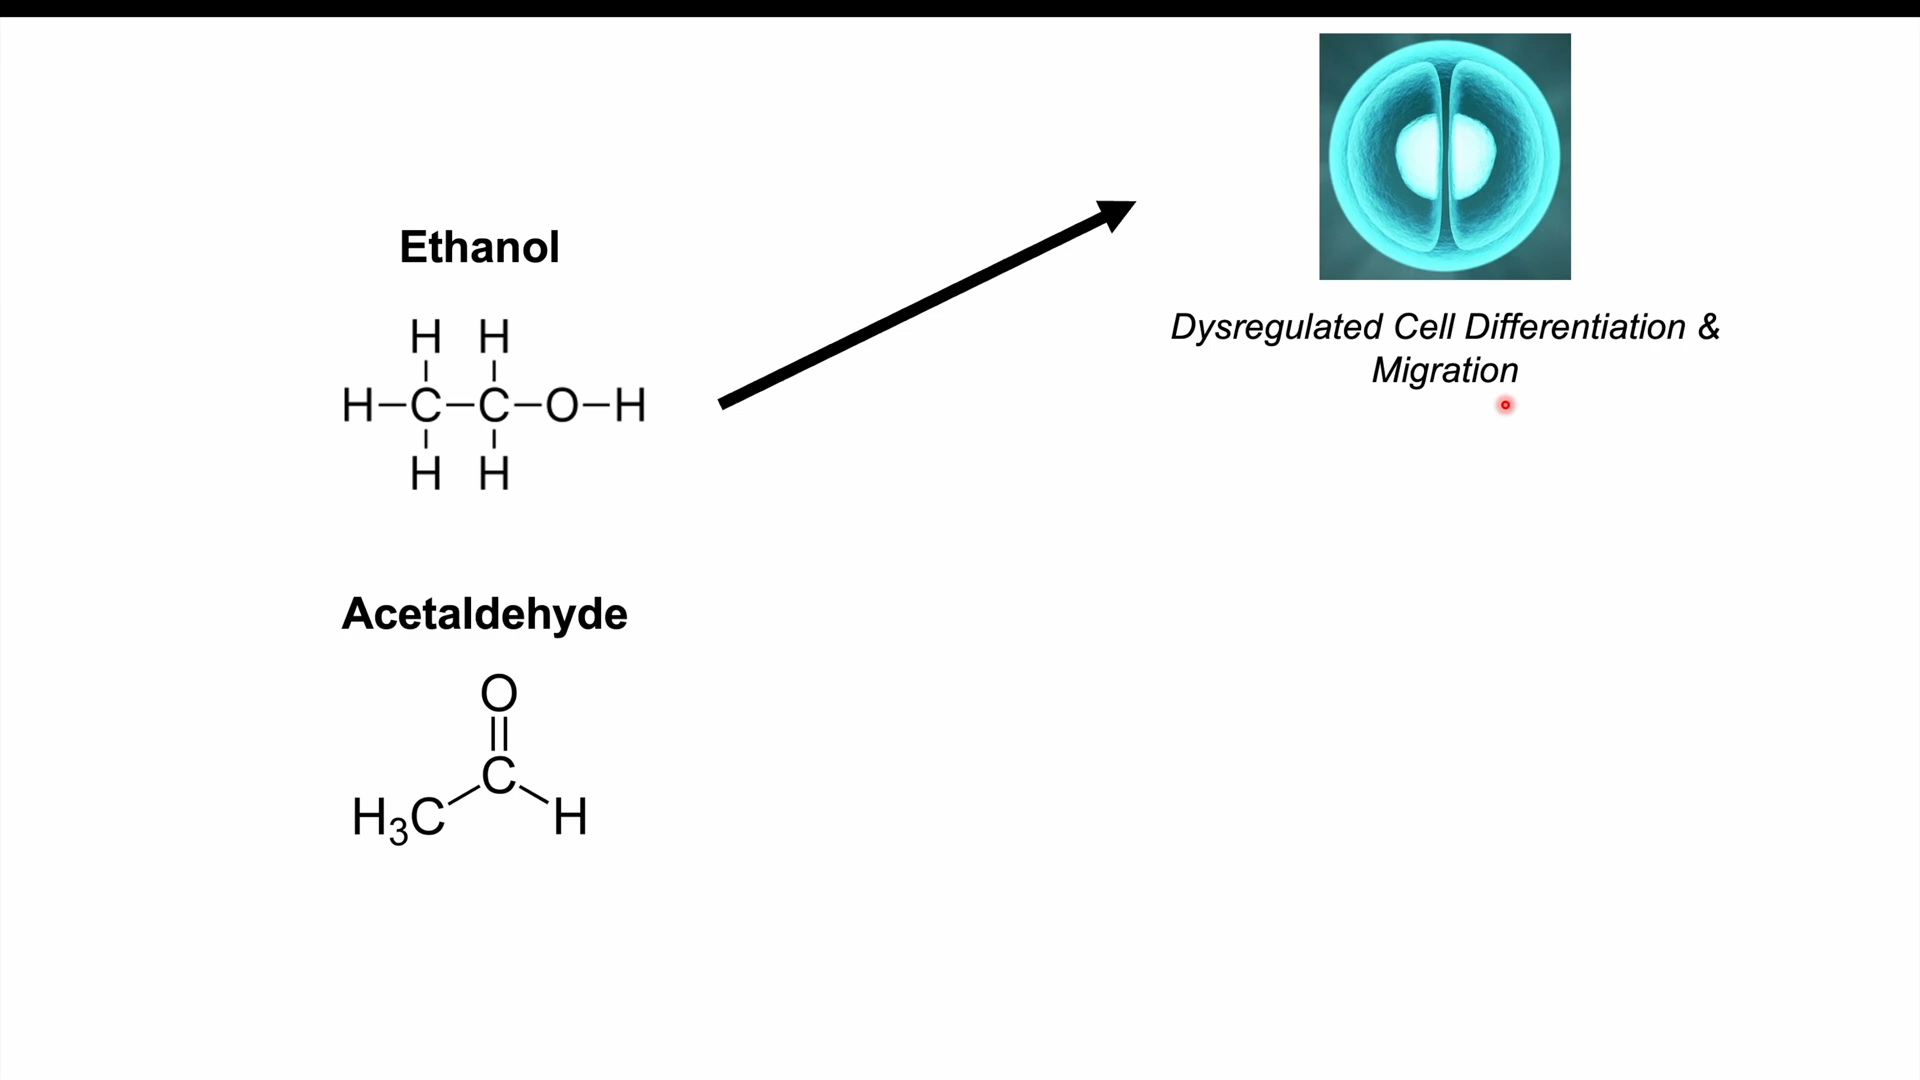 Ethanol
H H
H-C-C-O-H
H H
Dysregulated Cell Differentiation &
Migration
Acetaldehyde
O
C
H₃C H